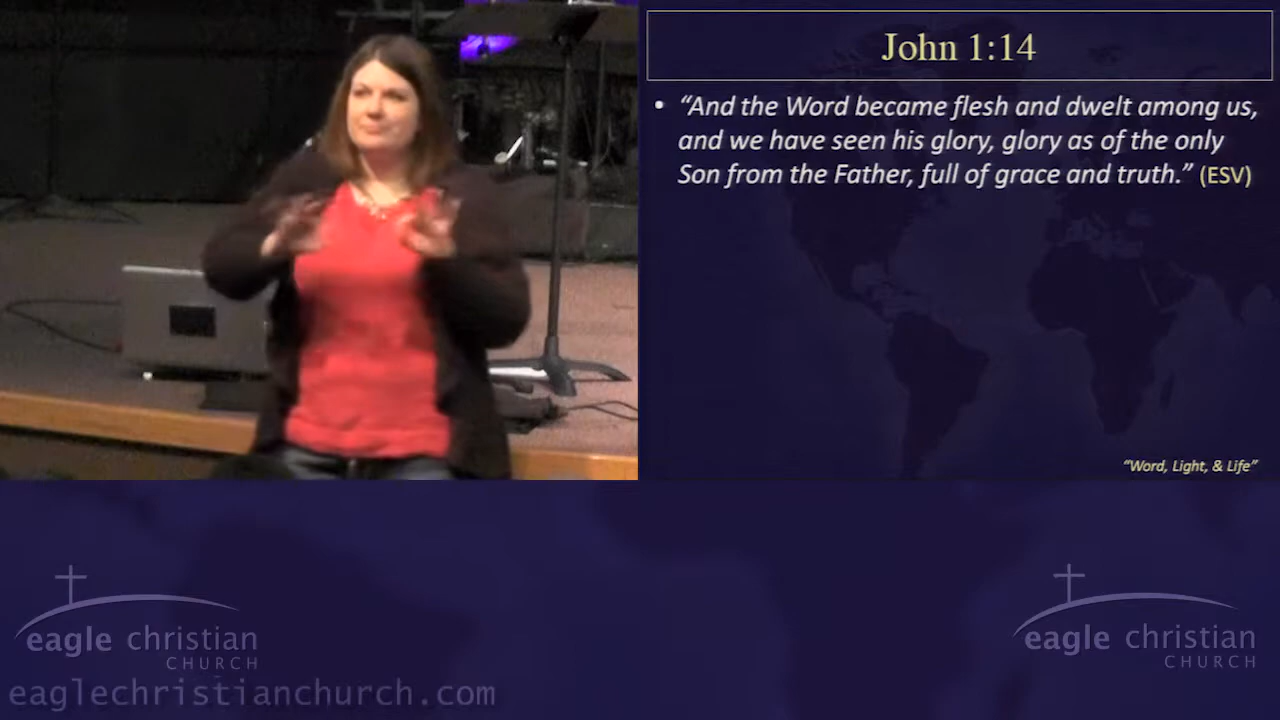 John 1:14
• “And the Word became flesh and dwelt among us,
and we have seen his glory, glory as of the only
Son from the Father, full of grace and truth.” (ESV)
“Word, Light, & Life”
eagle christian
CHURCH
eagle christian
CHURCH
eaglechristianchurch.com